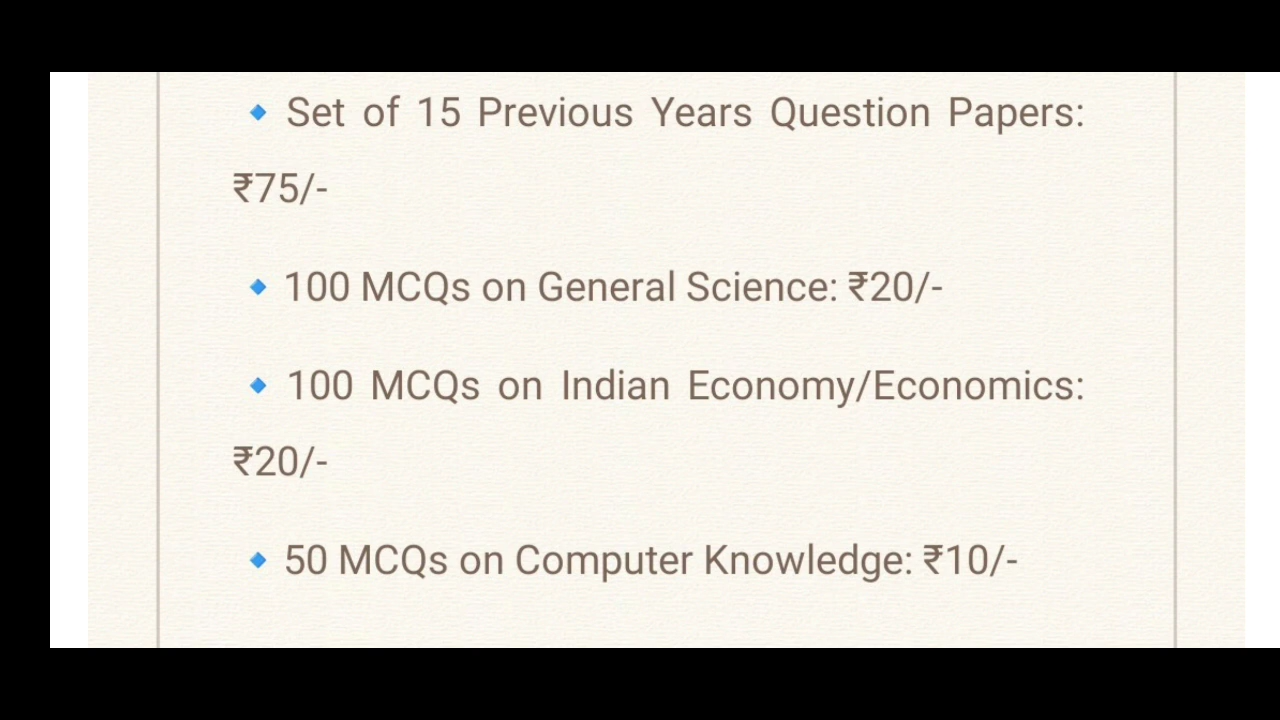 🔹 Set of 15 Previous Years Question Papers:
₹75/-
🔹 100 MCQs on General Science: ₹20/-
🔹 100 MCQs on Indian Economy/Economics:
₹20/-
🔹 50 MCQs on Computer Knowledge: ₹10/-